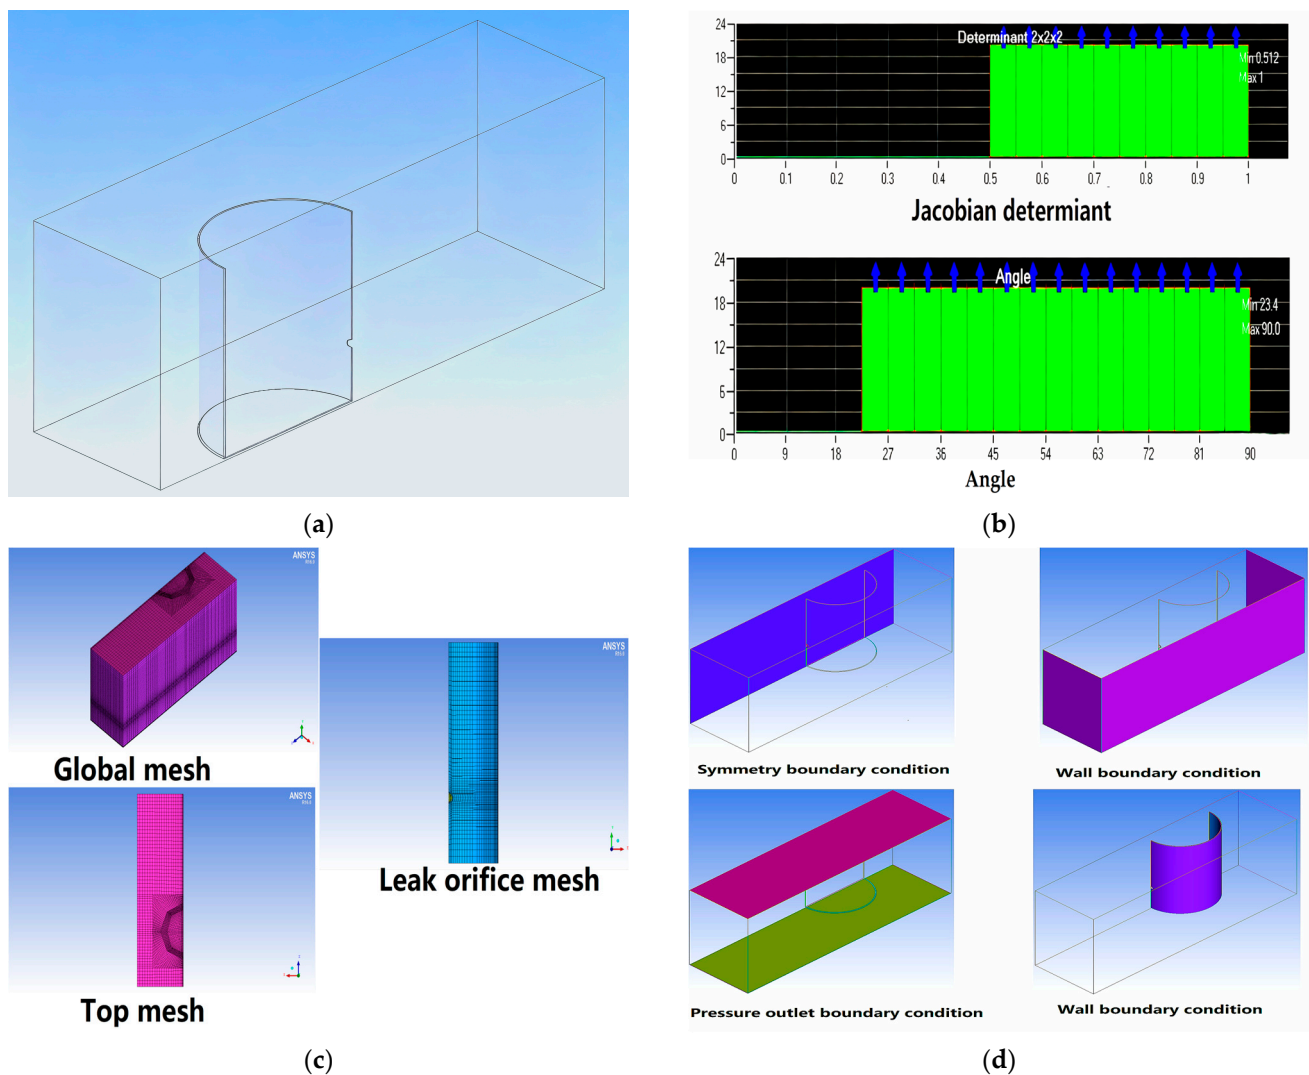 (a)
24
18
12
6
0
Determinant 2x2x2
Min 0.512
Max 1
0 0.1 0.2 0.3 0.4 0.5 0.6 0.7 0.8 0.9 1
Jacobian determiant
24
18
12
6
0
Angle
Min 23.4
Max 90.0
0 9 18 27 36 45 54 63 72 81 90
Angle
(b)
ANSYS
Global mesh
ANSYS
Leak orifice mesh
ANSYS
Top mesh
(c)
Symmetry boundary condition
Wall boundary condition
Pressure outlet boundary condition
Wall boundary condition
(d)